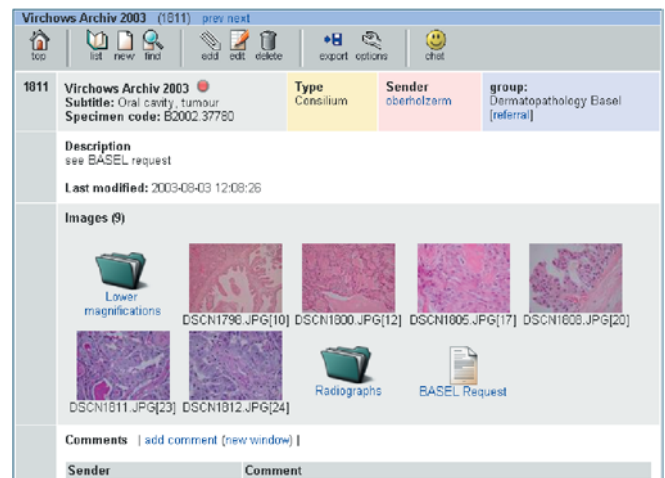 Virchows Archiv 2003 (1811) prev next
top list new find add edit delete export options chat
1811
Virchows Archiv 2003
Subtitle: Oral cavity, tumour
Specimen code: B2002.37780
Type
Consilium
Sender
oberholzerm
group:
Dermatopathology Basel
[referral]
Description
see BASEL request
Last modified: 2003-08-03 12:08:26
Images (9)
Lower
magnifications
DSCN1798.JPG[10] DSCN1800.JPG[12] DSCN1805.JPG[17] DSCN1808.JPG[20]
DSCN1811.JPG[23] DSCN1812.JPG[24] Radiographs BASEL Request
Comments | add comment (new window) |
Sender Comment